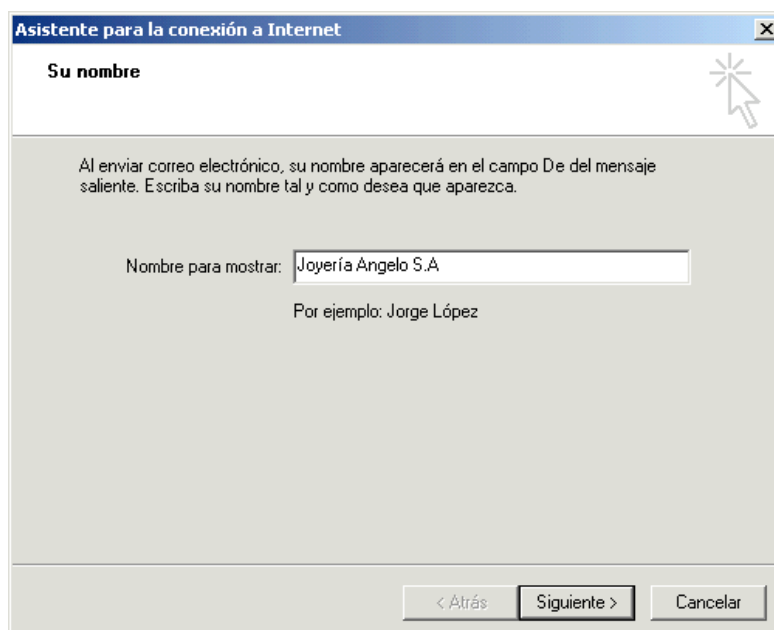 Asistente para la conexión a Internet
Su nombre
Al enviar correo electrónico, su nombre aparecerá en el campo De del mensaje
saliente. Escriba su nombre tal y como desea que aparezca.
Nombre para mostrar: Joyería Angelo S.A
Por ejemplo: Jorge López
< Atrás Siguiente > Cancelar